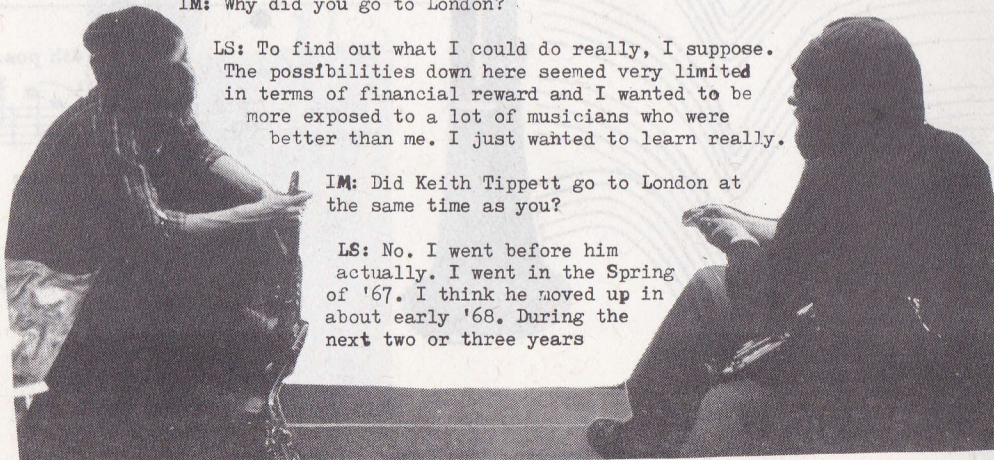 IM: Why did you go to London?
LS: To find out what I could do really, I suppose.
The possibilities down here seemed very limited
in terms of financial reward and I wanted to be
more exposed to a lot of musicians who were
better than me. I just wanted to learn really.
IM: Did Keith Tippett go to London at
the same time as you?
LS: No. I went before him
actually. I went in the Spring
of '67. I think he moved up in
about early '68. During the
next two or three years